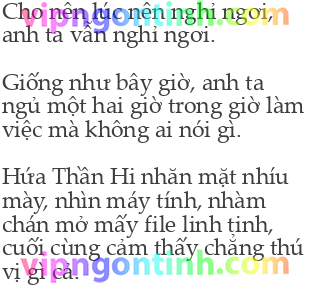 Cho nên lúc nên nghỉ ngơi,
vipngontinh.com
anh ta vẫn nghỉ ngơi.
Giống như bây giờ, anh ta
ngủ một hai giờ trong giờ làm
việc mà không ai nói gì.
Hứa Thần Hi nhăn mặt nhíu
mày, nhìn máy tính, nhàm
chán mở mấy file linh tinh,
cuối cùng cảm thấy chẳng thú
vipngontinh.com
vị gì cả.